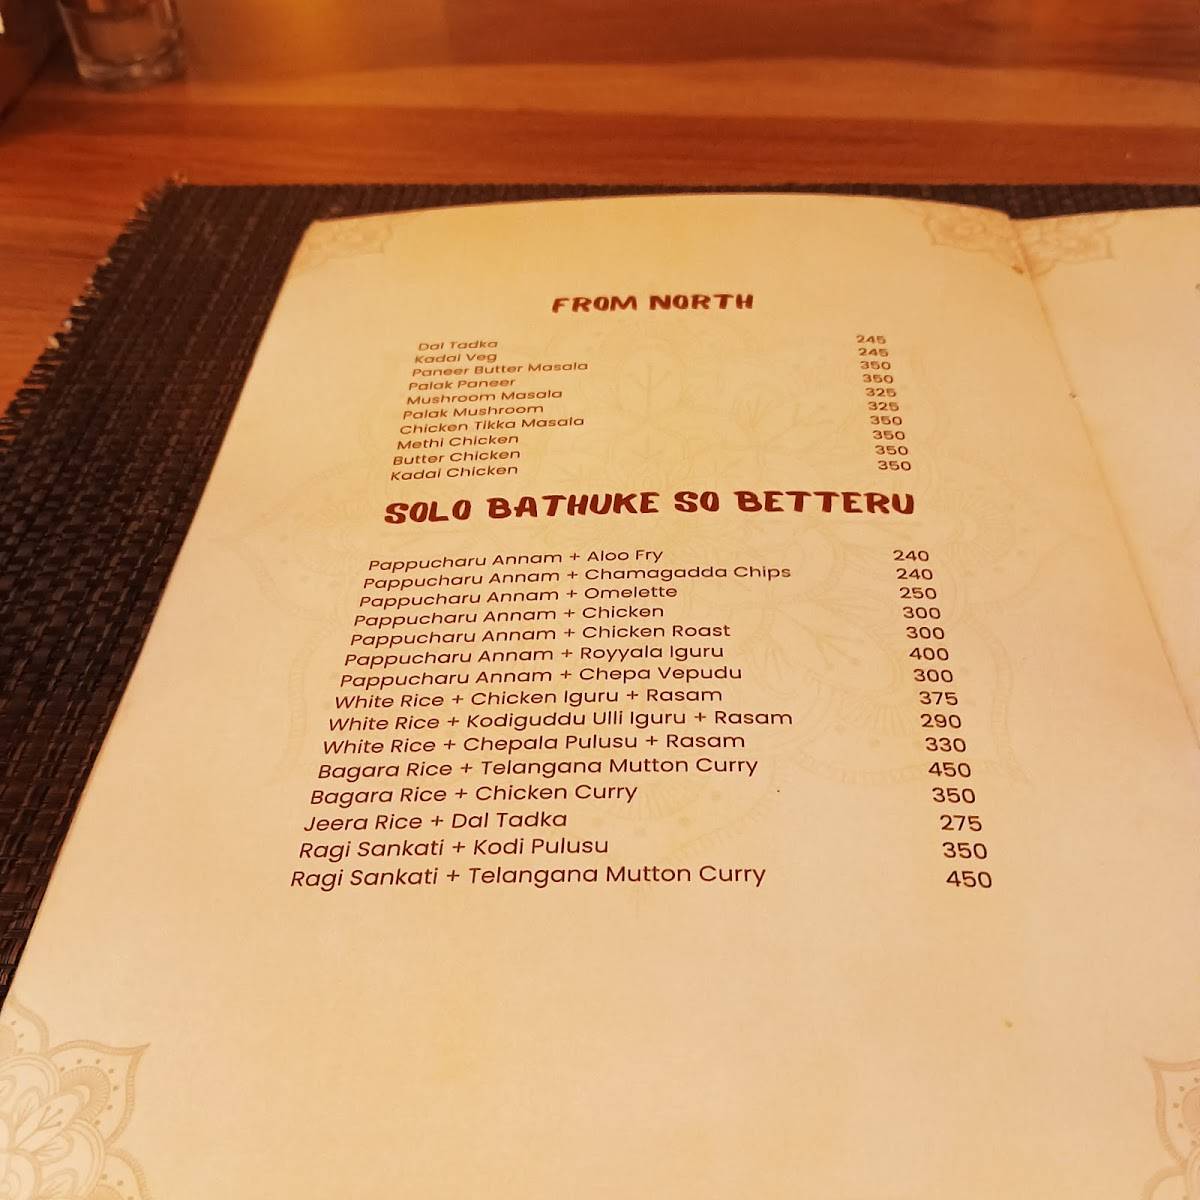 FROM NORTH
Dal Tadka 245
Kadai Veg 245
Paneer Butter Masala 350
Palak Paneer 350
Mushroom Masala 325
Palak Mushroom 325
Chicken Tikka Masala 350
Methi Chicken 350
Butter Chicken 350
Kadai Chicken 350
SOLO BATHUKE SO BETTERU
Pappucharu Annam + Aloo Fry 240
Pappucharu Annam + Chamagadda Chips 240
Pappucharu Annam + Omelette 250
Pappucharu Annam + Chicken 300
Pappucharu Annam + Chicken Roast 300
Pappucharu Annam + Royyala Iguru 400
Pappucharu Annam + Chepa Vepudu 300
White Rice + Chicken Iguru + Rasam 375
White Rice + Kodiguddu Ulli Iguru + Rasam 290
White Rice + Chepala Pulusu + Rasam 330
Bagara Rice + Telangana Mutton Curry 450
Bagara Rice + Chicken Curry 350
Jeera Rice + Dal Tadka 275
Ragi Sankati + Kodi Pulusu 350
Ragi Sankati + Telangana Mutton Curry 450